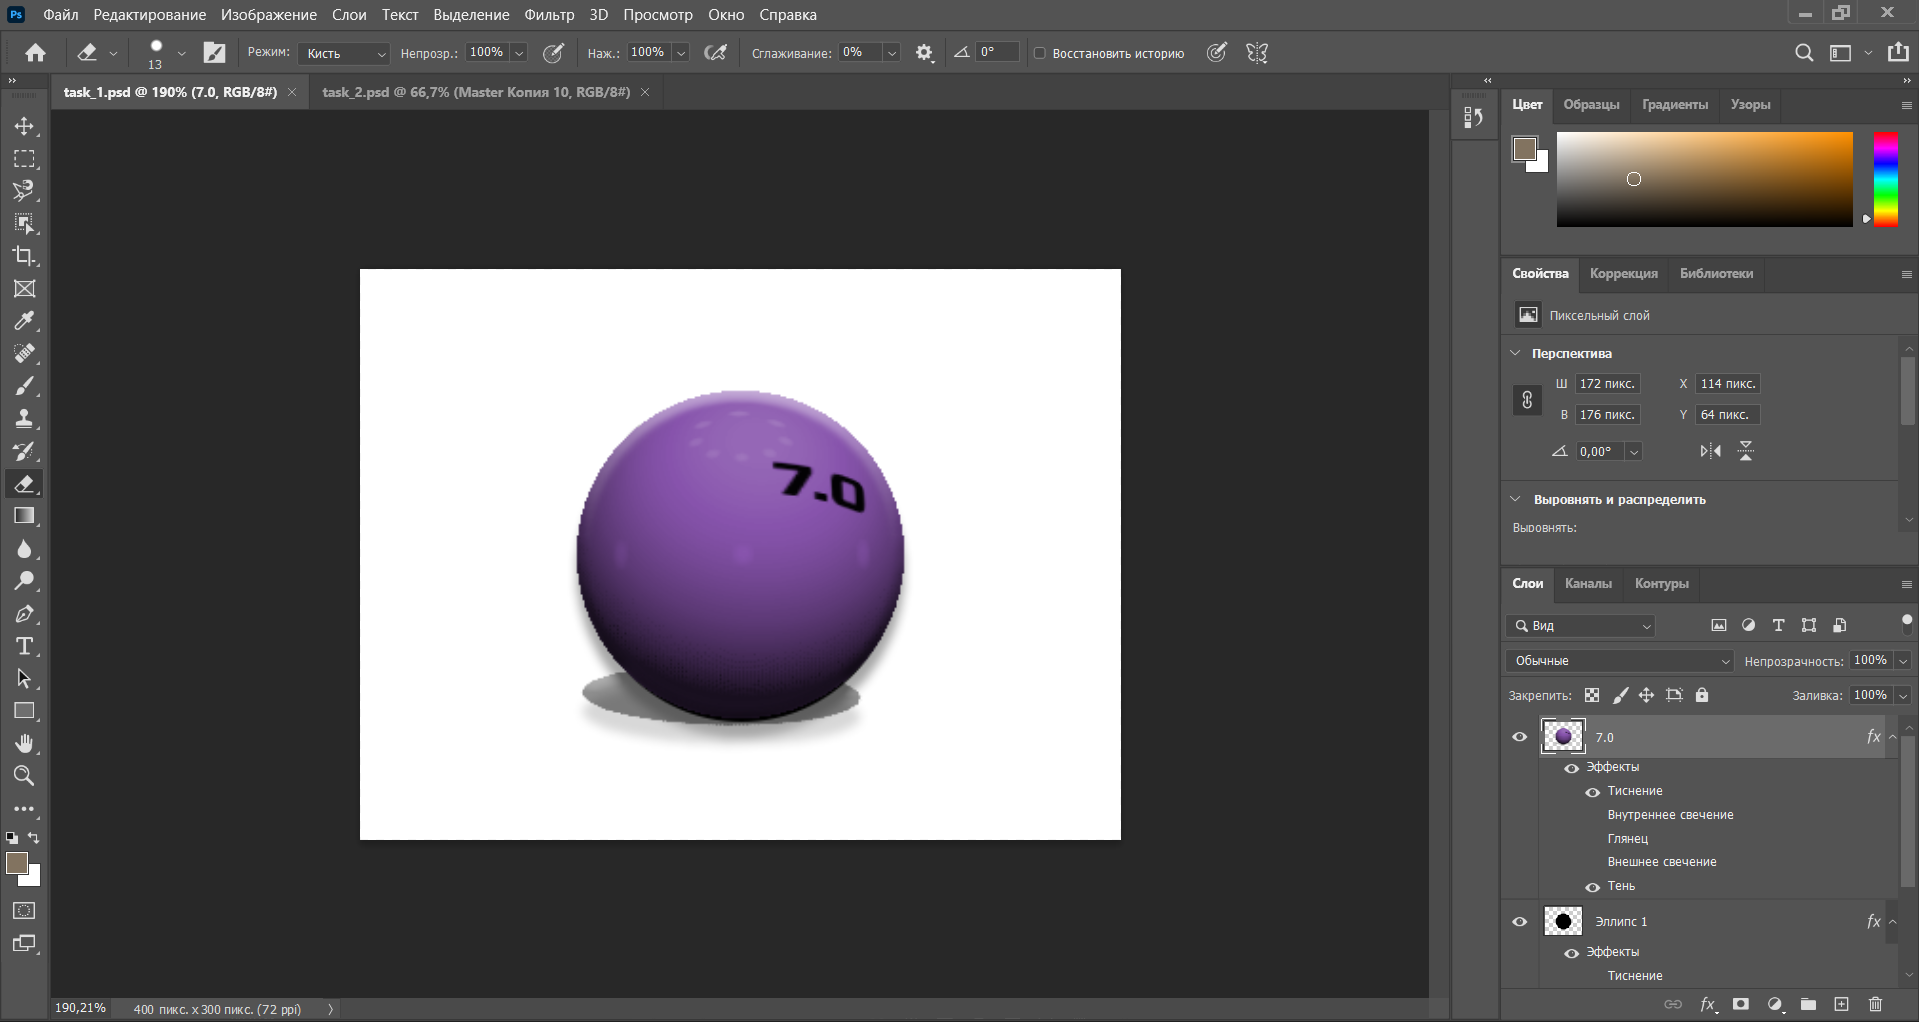 Ps Файл Редактирование Изображение Слои Текст Выделение Фильтр 3D Просмотр Окно Справка
13 Режим: Кисть Непрозр.: 100% Наж.: 100% Сглаживание: 0% 0° Восстановить историю
task_1.psd @ 190% (7.0, RGB/8#) × task_2.psd @ 66,7% (Master Копия 10, RGB/8#) ×
Цвет Образцы Градиенты Узоры
Свойства Коррекция Библиотеки
Пиксельный слой
Перспектива
Ш 172 пикс. X 114 пикс.
В 176 пикс. Y 64 пикс.
0,00°
Выровнять и распределить
Выровнять:
7.0
Слои Каналы Контуры
Вид
Обычные Непрозрачность: 100%
Закрепить: Заливка: 100%
7.0 fx
Эффекты
Тиснение
Внутреннее свечение
Глянец
Внешнее свечение
Тень
Эллипс 1 fx
Эффекты
Тиснение
190,21% 400 пикс. x 300 пикс. (72 ppi)
fx